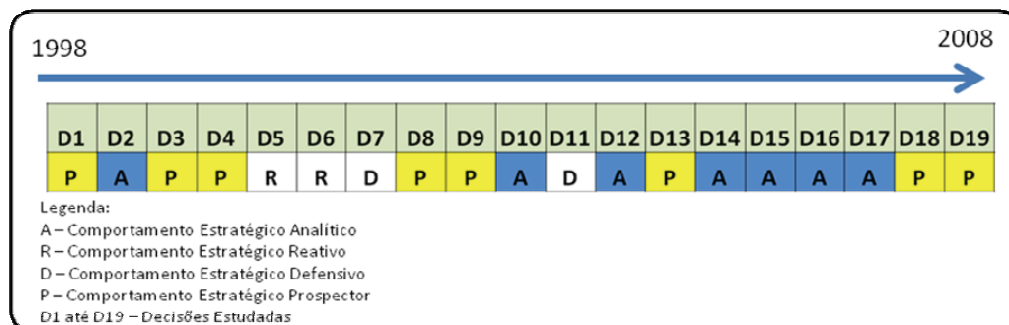 1998
2008
D1 D2 D3 D4 D5 D6 D7 D8 D9 D10 D11 D12 D13 D14 D15 D16 D17 D18 D19
P A P P R R D P P A D A P A A A A P P
Legenda:
A – Comportamento Estratégico Analítico
R – Comportamento Estratégico Reativo
D – Comportamento Estratégico Defensivo
P – Comportamento Estratégico Prospector
D1 até D19 – Decisões Estudadas